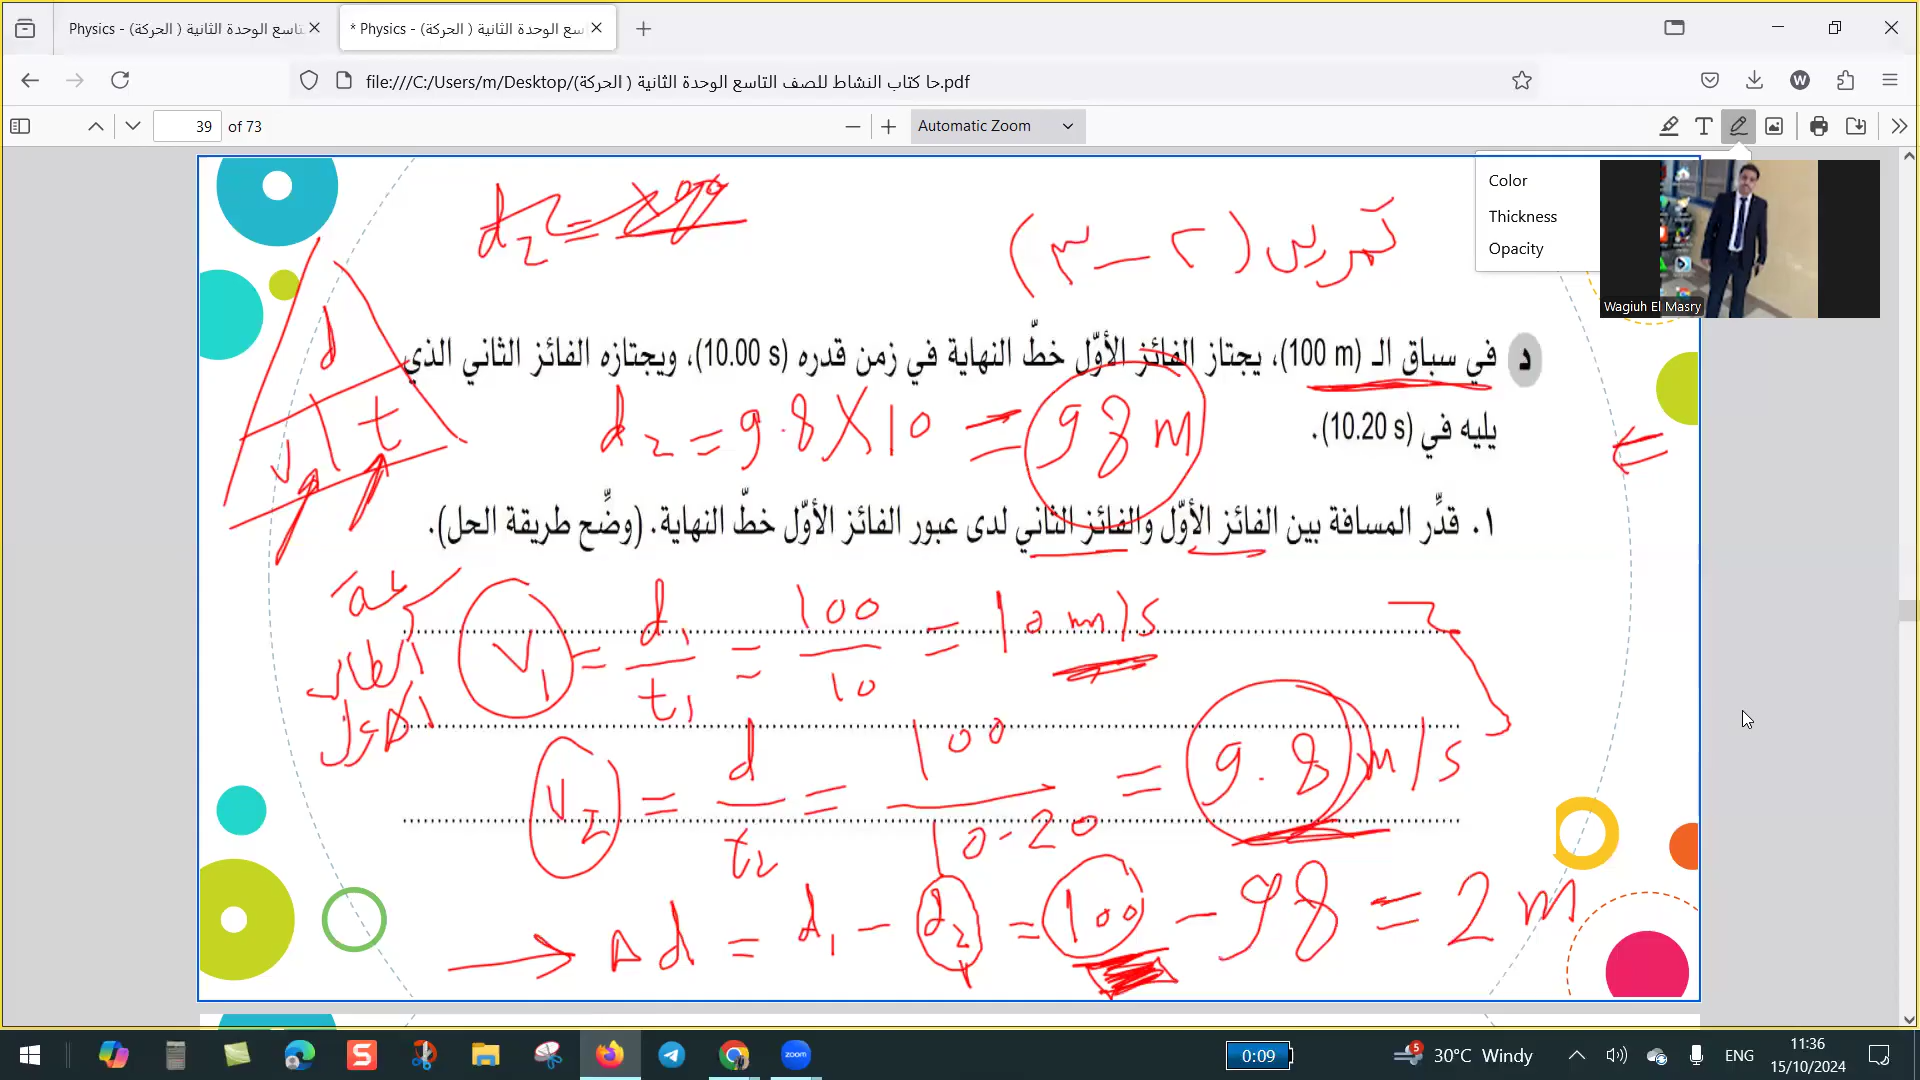 Physics - تاسع الوحدة الثانية ( الحركة)
* Physics - تاسع الوحدة الثانية ( الحركة)
file:///C:/Users/m/Desktop/حا كتاب النشاط للصف التاسع الوحدة الثانية ( الحركة).pdf
39 of 73
Automatic Zoom
Color
Thickness
Opacity
Wagiuh El Masry
تمرين (٢ – ٣)
د في سباق الـ (100 m)، يجتاز الفائز الأوّل خطّ النهاية في زمن قدره (10.00 s)، ويجتازه الفائز الثاني الذي
يليه في (10.20 s).
d
v t
d2 = 9.8 X 10 = 98 m
١. قدِّر المسافة بين الفائز الأوّل والفائز الثاني لدى عبور الفائز الأوّل خطّ النهاية. (وضِّح طريقة الحل).
V1 = d1 / t1 = 100 / 10 = 10 m/s
V2 = d / t2 = 100 / 10.20 = 9.8 m/s
→ Δd = d1 – d2 = 100 – 98 = 2 m
zoom
0:09
5
30°C Windy
ENG
11:36
15/10/2024